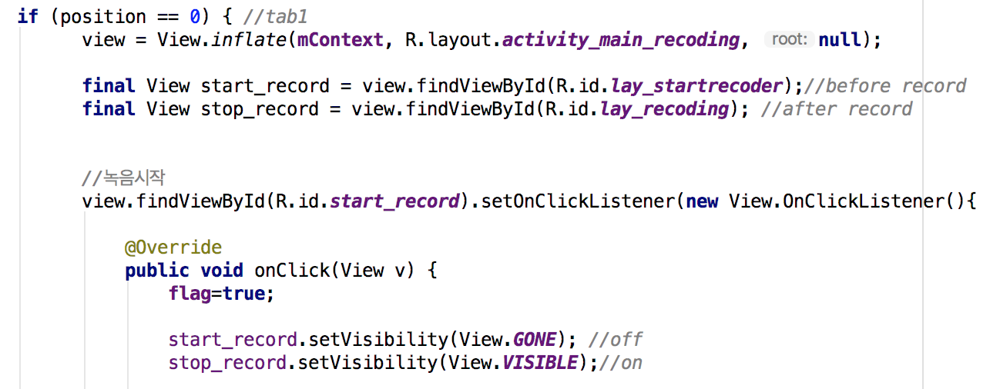 if (position == 0) { //tab1
view = View.inflate(mContext, R.layout.activity_main_recoding, root: null);
final View start_record = view.findViewById(R.id.lay_startrecoder);//before record
final View stop_record = view.findViewById(R.id.lay_recoding); //after record
//녹음시작
view.findViewById(R.id.start_record).setOnClickListener(new View.OnClickListener(){
@Override
public void onClick(View v) {
flag=true;
start_record.setVisibility(View.GONE); //off
stop_record.setVisibility(View.VISIBLE);//on